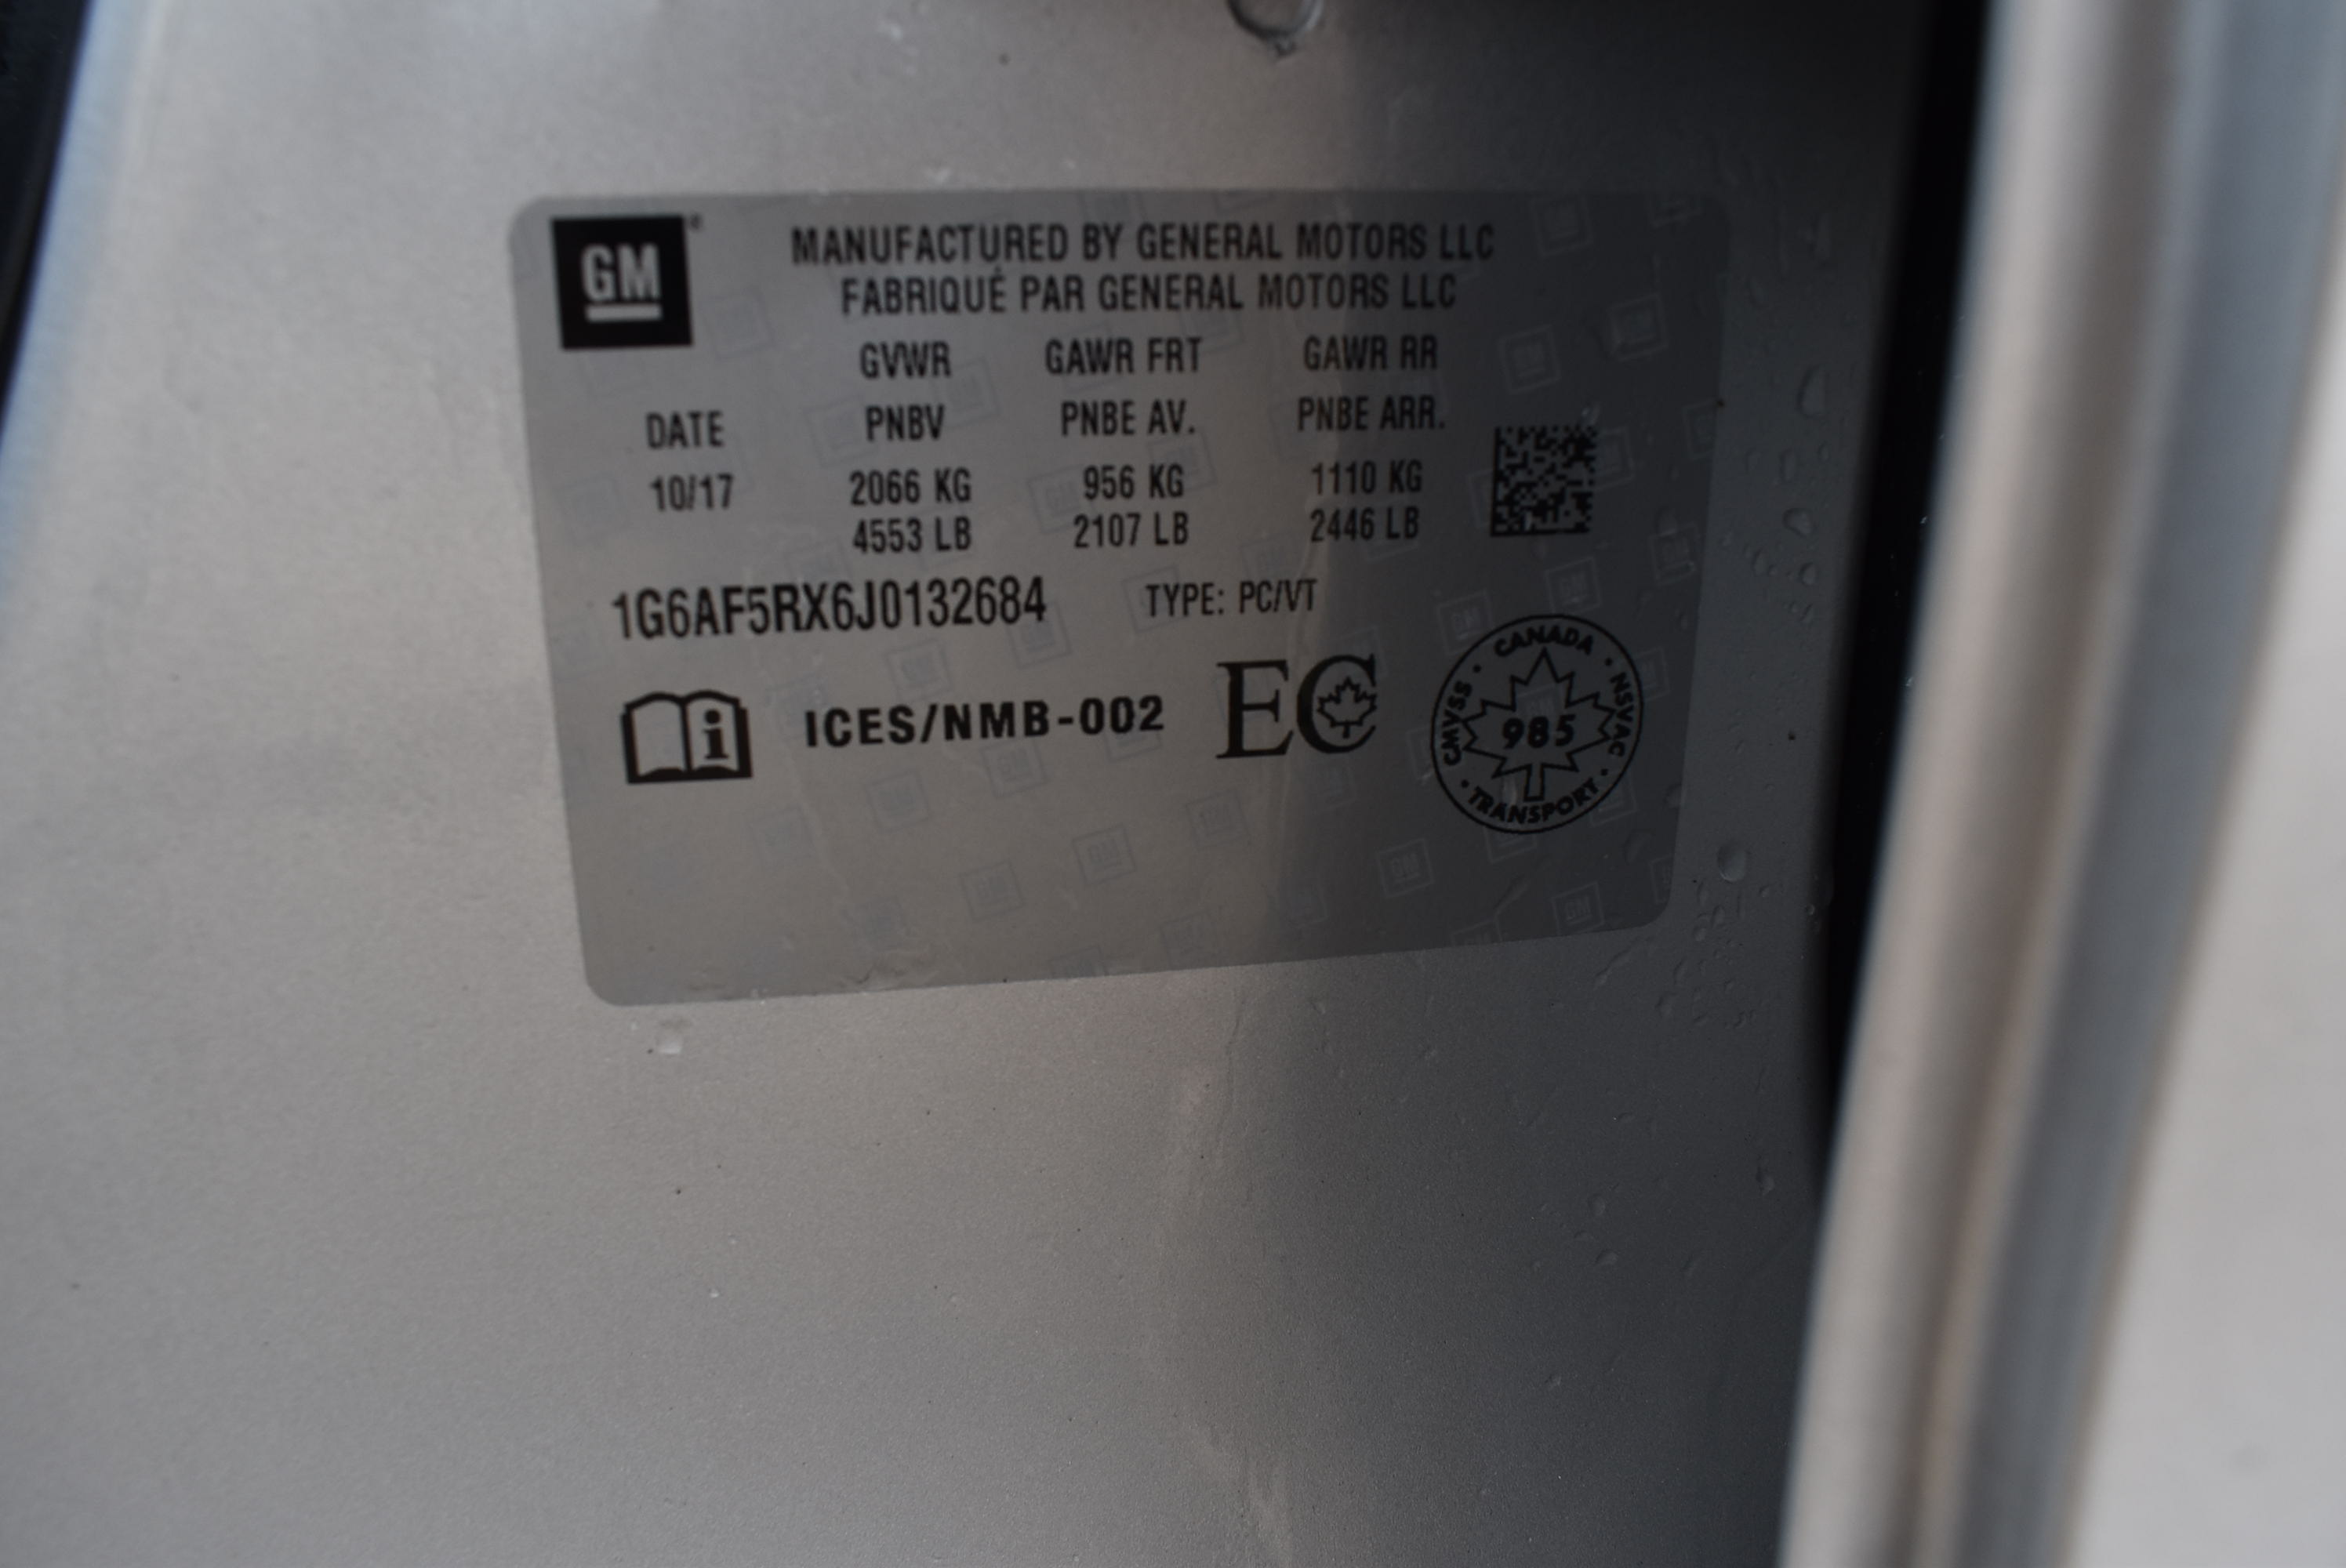 GM
MANUFACTURED BY GENERAL MOTORS LLC
FABRIQUÉ PAR GENERAL MOTORS LLC
GVWR GAWR FRT GAWR RR
DATE PNBV PNBE AV. PNBE ARR.
10/17 2066 KG 956 KG 1110 KG
4553 LB 2107 LB 2446 LB
1G6AF5RX6J0132684 TYPE: PC/VT
i ICES/NMB-002 EC
CANADA · NSVAC · TRANSPORT · CMVSS ·
985